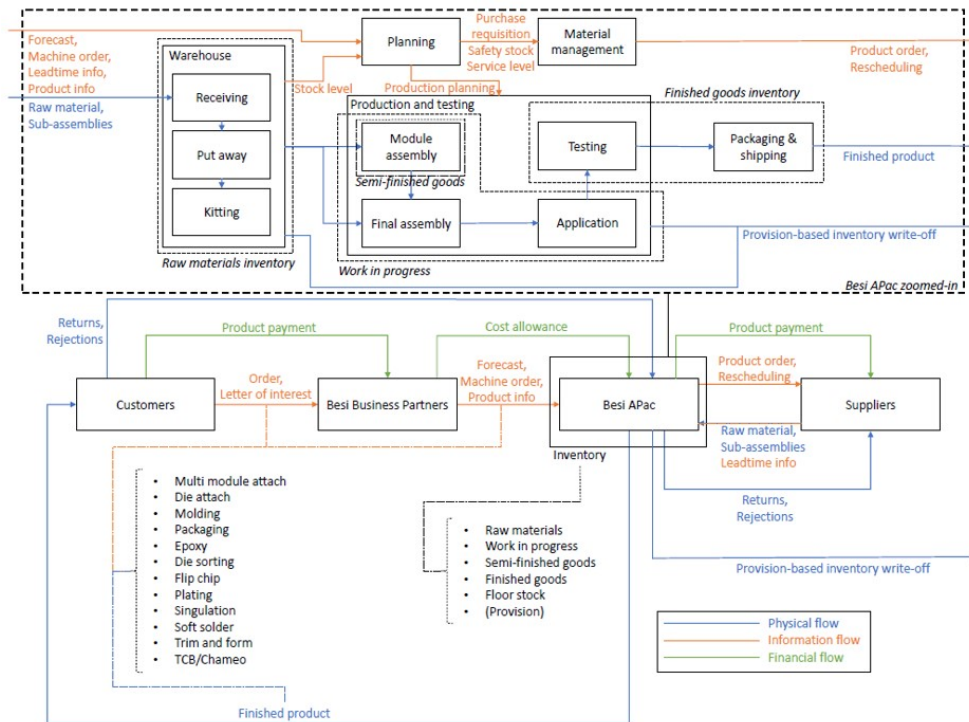 Forecast,
Machine order,
Leadtime info,
Product info
Raw material,
Sub-assemblies
Warehouse
Receiving
Put away
Kitting
Raw materials inventory
Stock level
Planning
Purchase
requisition
Safety stock
Service level
Material
management
Product order,
Rescheduling
Production planning
Production and testing
Module
assembly
Semi-finished goods
Final assembly
Work in progress
Application
Testing
Finished goods inventory
Packaging &
shipping
Finished product
Provision-based inventory write-off
Besi APac zoomed-in
Returns,
Rejections
Product payment
Cost allowance
Product payment
Customers
Order,
Letter of interest
Besi Business Partners
Forecast,
Machine order,
Product info
Besi APac
Inventory
Product order,
Rescheduling
Suppliers
Raw material,
Sub-assemblies
Leadtime info
Returns,
Rejections
Provision-based inventory write-off
• Multi module attach
• Die attach
• Molding
• Packaging
• Epoxy
• Die sorting
• Flip chip
• Plating
• Singulation
• Soft solder
• Trim and form
• TCB/Chameo
• Raw materials
• Work in progress
• Semi-finished goods
• Finished goods
• Floor stock
• (Provision)
Physical flow
Information flow
Financial flow
Finished product